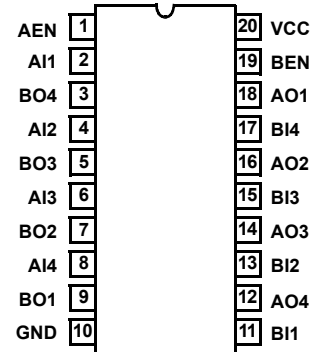 AEN 1 20 VCC
AI1 2 19 BEN
BO4 3 18 AO1
AI2 4 17 BI4
BO3 5 16 AO2
AI3 6 15 BI3
BO2 7 14 AO3
AI4 8 13 BI2
BO1 9 12 AO4
GND 10 11 BI1